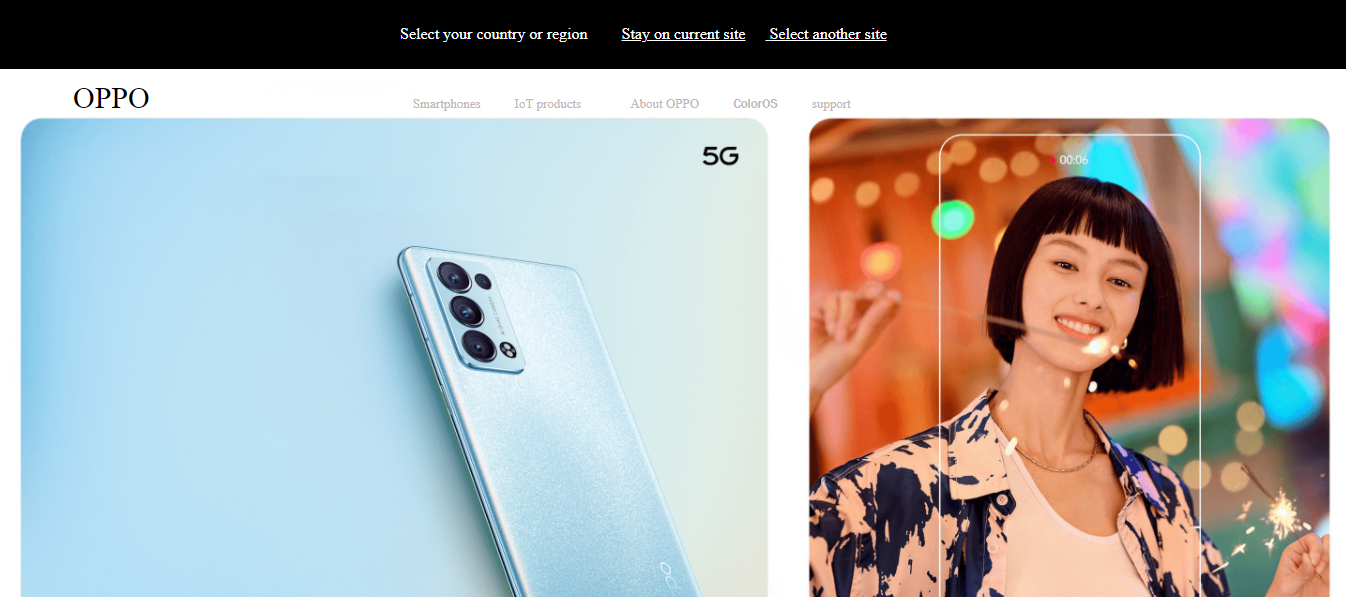 Select your country or region Stay on current site Select another site
OPPO
Smartphones IoT products About OPPO ColorOS support
5G
00:06